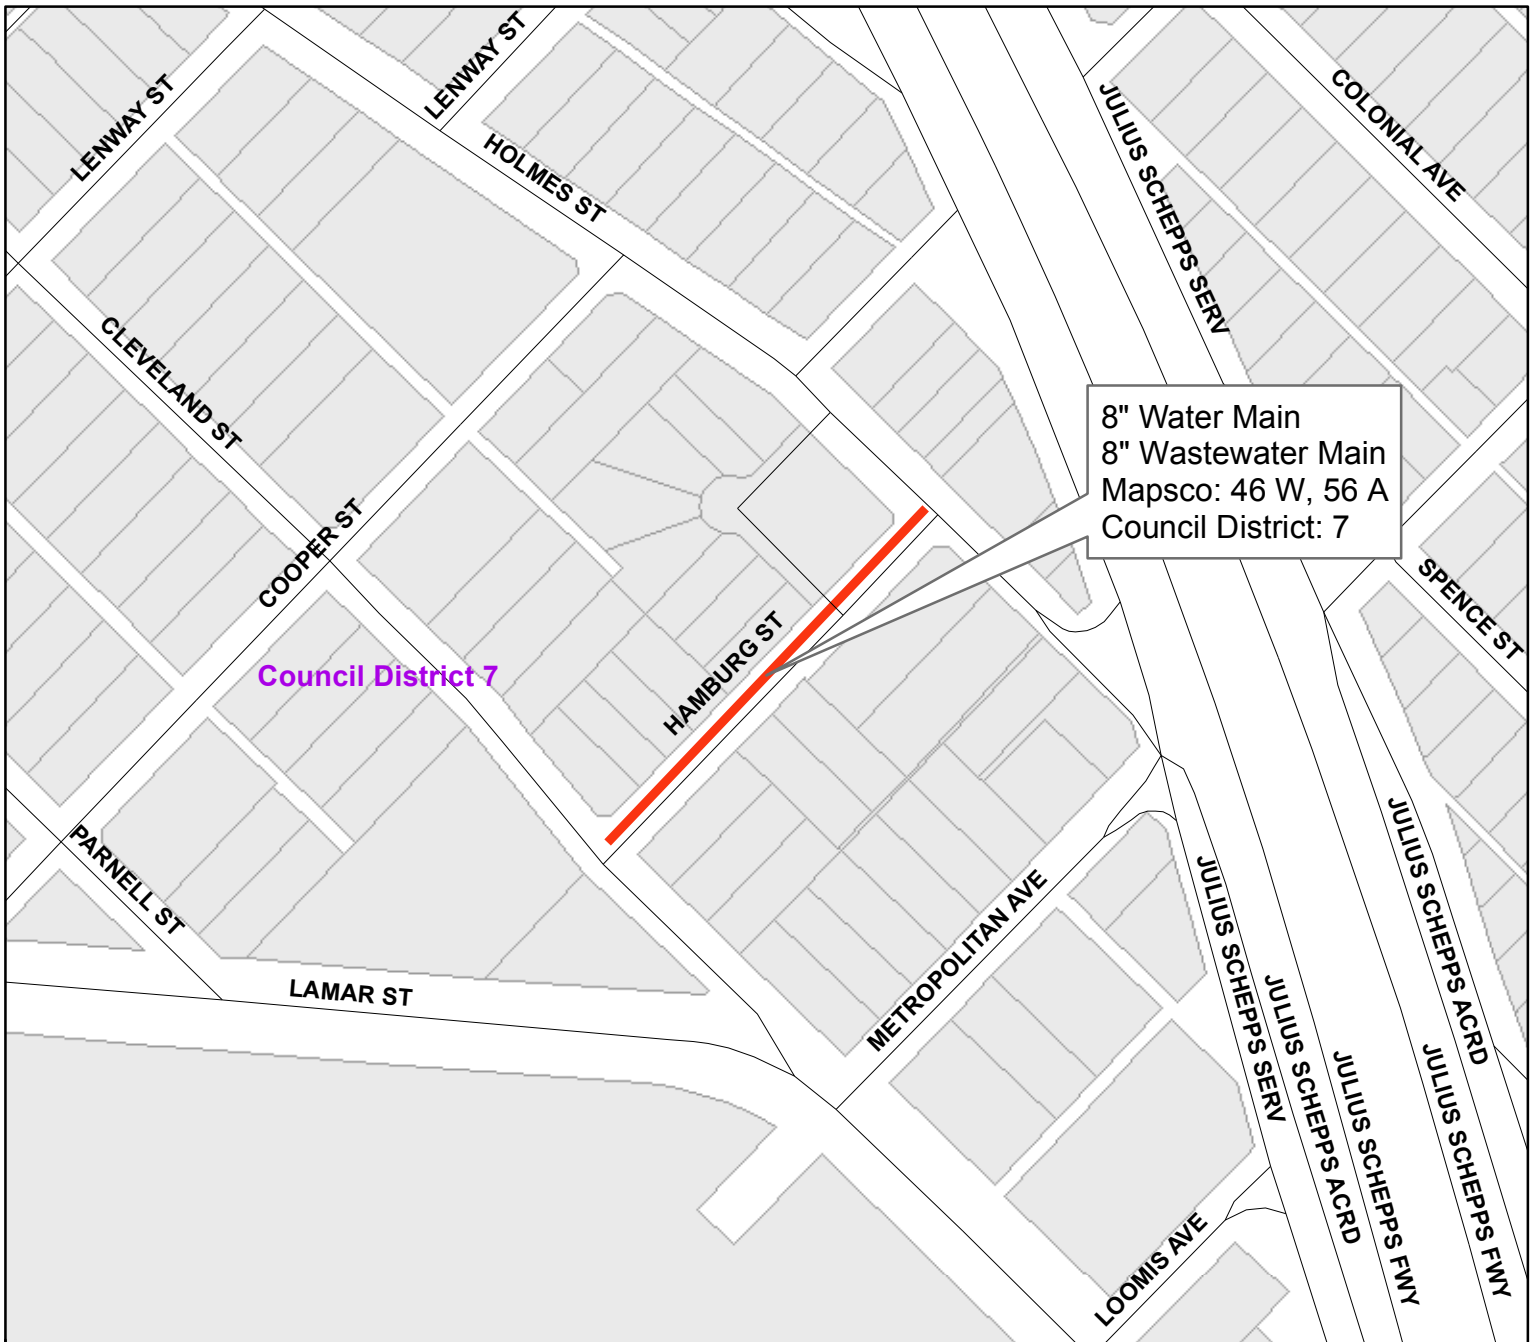 LENWAY ST
LENWAY ST
HOLMES ST
COLONIAL AVE
JULIUS SCHEPPS SERV
CLEVELAND ST
8" Water Main
8" Wastewater Main
Mapsco: 46 W, 56 A
Council District: 7
COOPER ST
SPENCE ST
HAMBURG ST
Council District 7
PARNELL ST
JULIUS SCHEPPS ACRD
METROPOLITAN AVE
JULIUS SCHEPPS SERV
LAMAR ST
JULIUS SCHEPPS ACRD
JULIUS SCHEPPS FWY
JULIUS SCHEPPS FWY
LOOMIS AVE